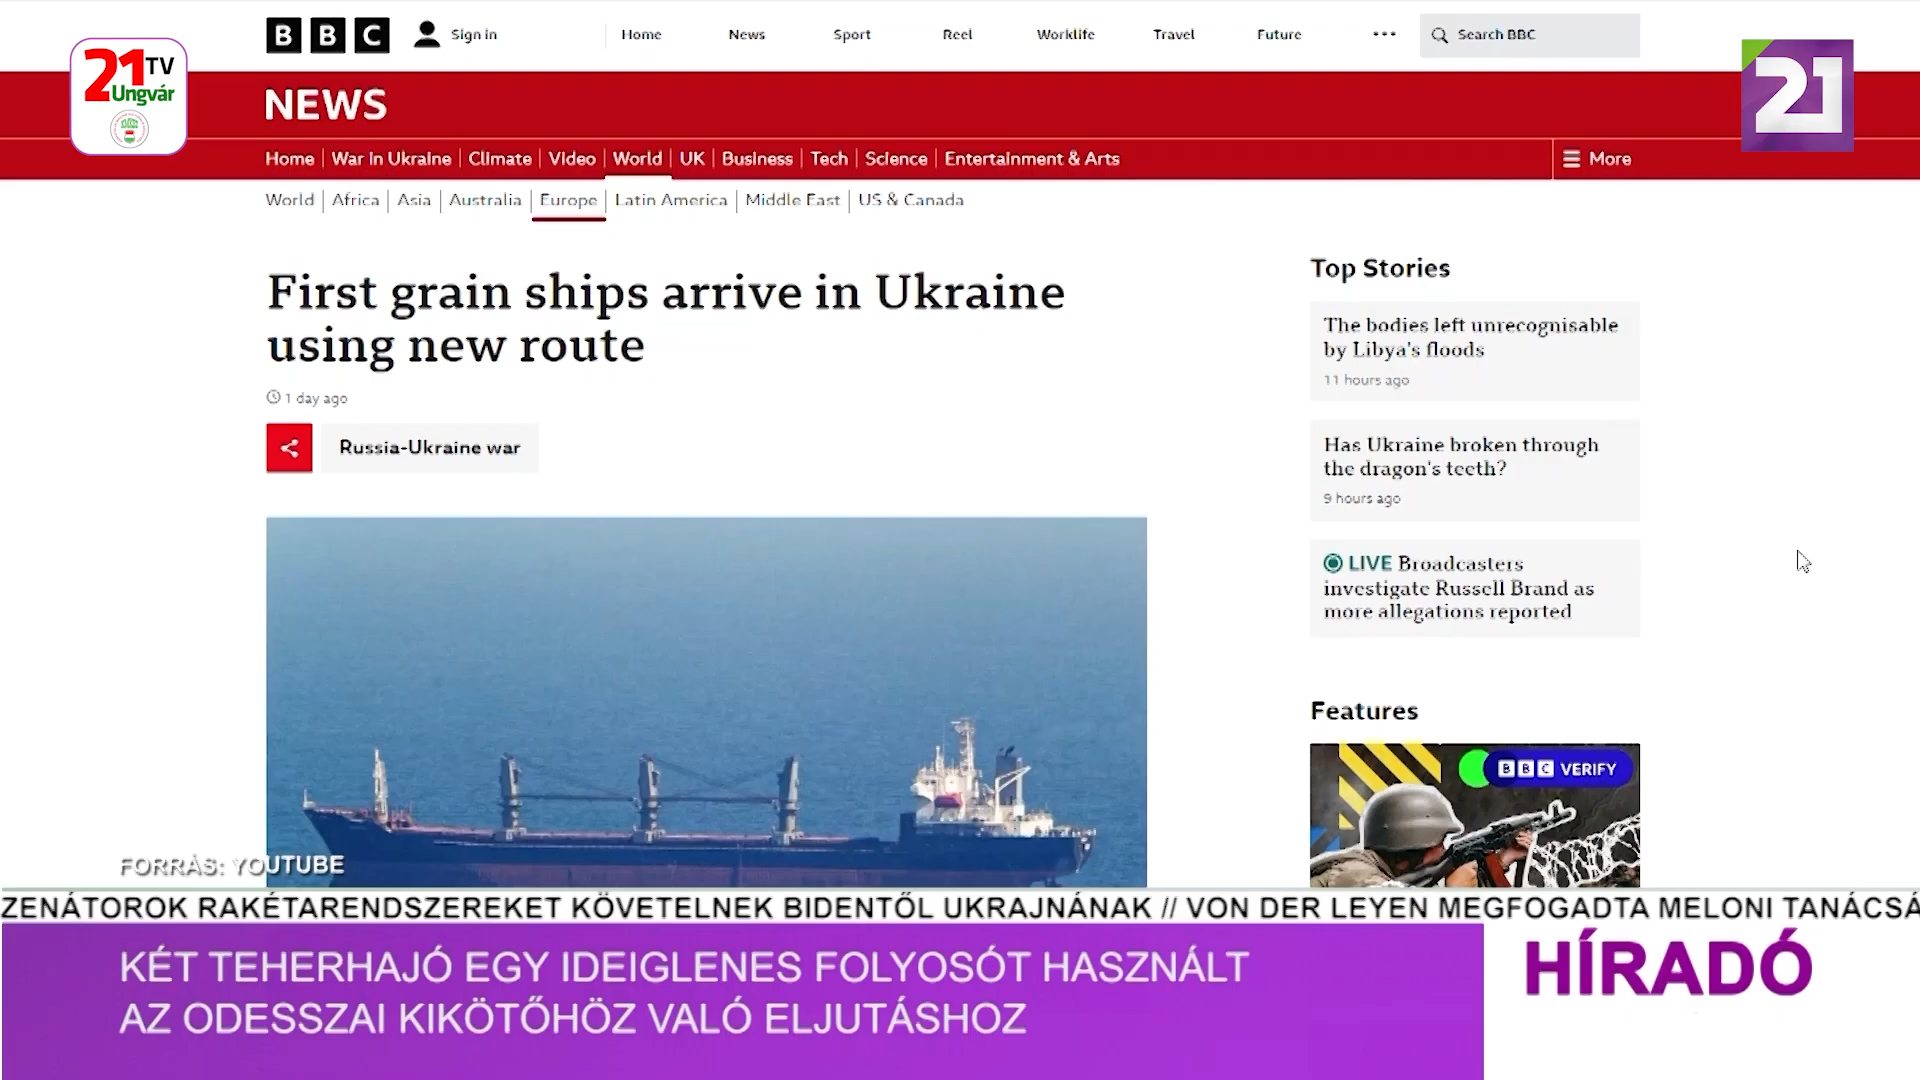 BBC
Sign in
Home
News
Sport
Reel
Worklife
Travel
Future
Search BBC
21 TV
Ungvár
21
NEWS
Home
War in Ukraine
Climate
Video
World
UK
Business
Tech
Science
Entertainment & Arts
More
World
Africa
Asia
Australia
Europe
Latin America
Middle East
US & Canada
First grain ships arrive in Ukraine
using new route
1 day ago
Russia-Ukraine war
Top Stories
The bodies left unrecognisable
by Libya's floods
11 hours ago
Has Ukraine broken through
the dragon's teeth?
9 hours ago
LIVE Broadcasters
investigate Russell Brand as
more allegations reported
Features
BBC VERIFY
FORRÁS: YOUTUBE
ZENÁTOROK RAKÉTARENDSZEREKET KÖVETELNEK BIDENTŐL UKRAJNÁNAK // VON DER LEYEN MEGFOGADTA MELONI TANÁCSÁ
KÉT TEHERHAJÓ EGY IDEIGLENES FOLYOSÓT HASZNÁLT
AZ ODESSZAI KIKÖTŐHÖZ VALÓ ELJUTÁSHOZ
HÍRADÓ